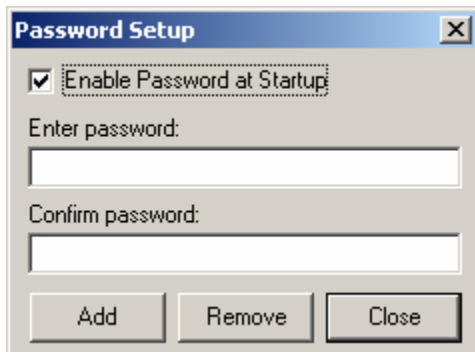 Password Setup
Enable Password at Startup
Enter password:
Confirm password:
Add Remove Close